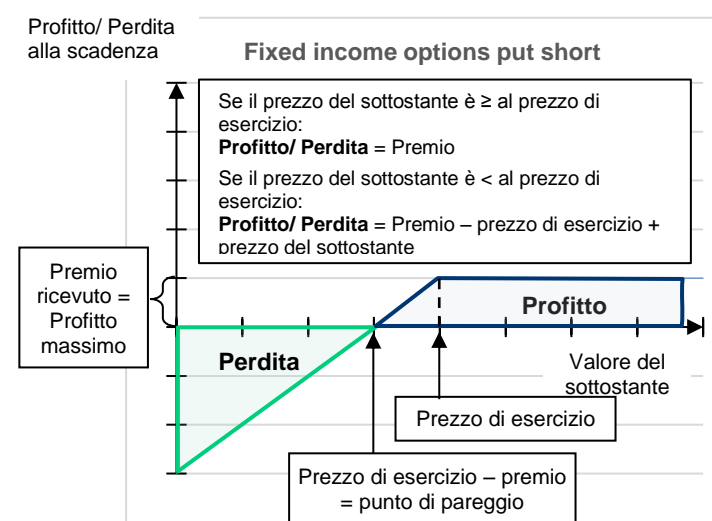 Profitto/ Perdita
alla scadenza
Fixed income options put short
Se il prezzo del sottostante è ≥ al prezzo di
esercizio:
Profitto/ Perdita = Premio
Se il prezzo del sottostante è < al prezzo di
esercizio:
Profitto/ Perdita = Premio – prezzo di esercizio +
prezzo del sottostante
Premio
ricevuto =
Profitto
massimo
Profitto
Perdita
Valore del
sottostante
Prezzo di esercizio
Prezzo di esercizio – premio
= punto di pareggio